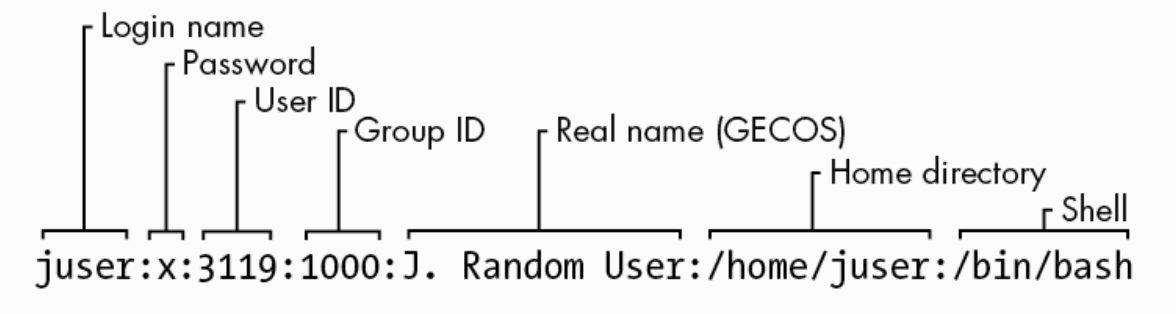 Login name
Password
User ID
Group ID
Real name (GECOS)
Home directory
Shell
juser:x:3119:1000:J. Random User:/home/juser:/bin/bash